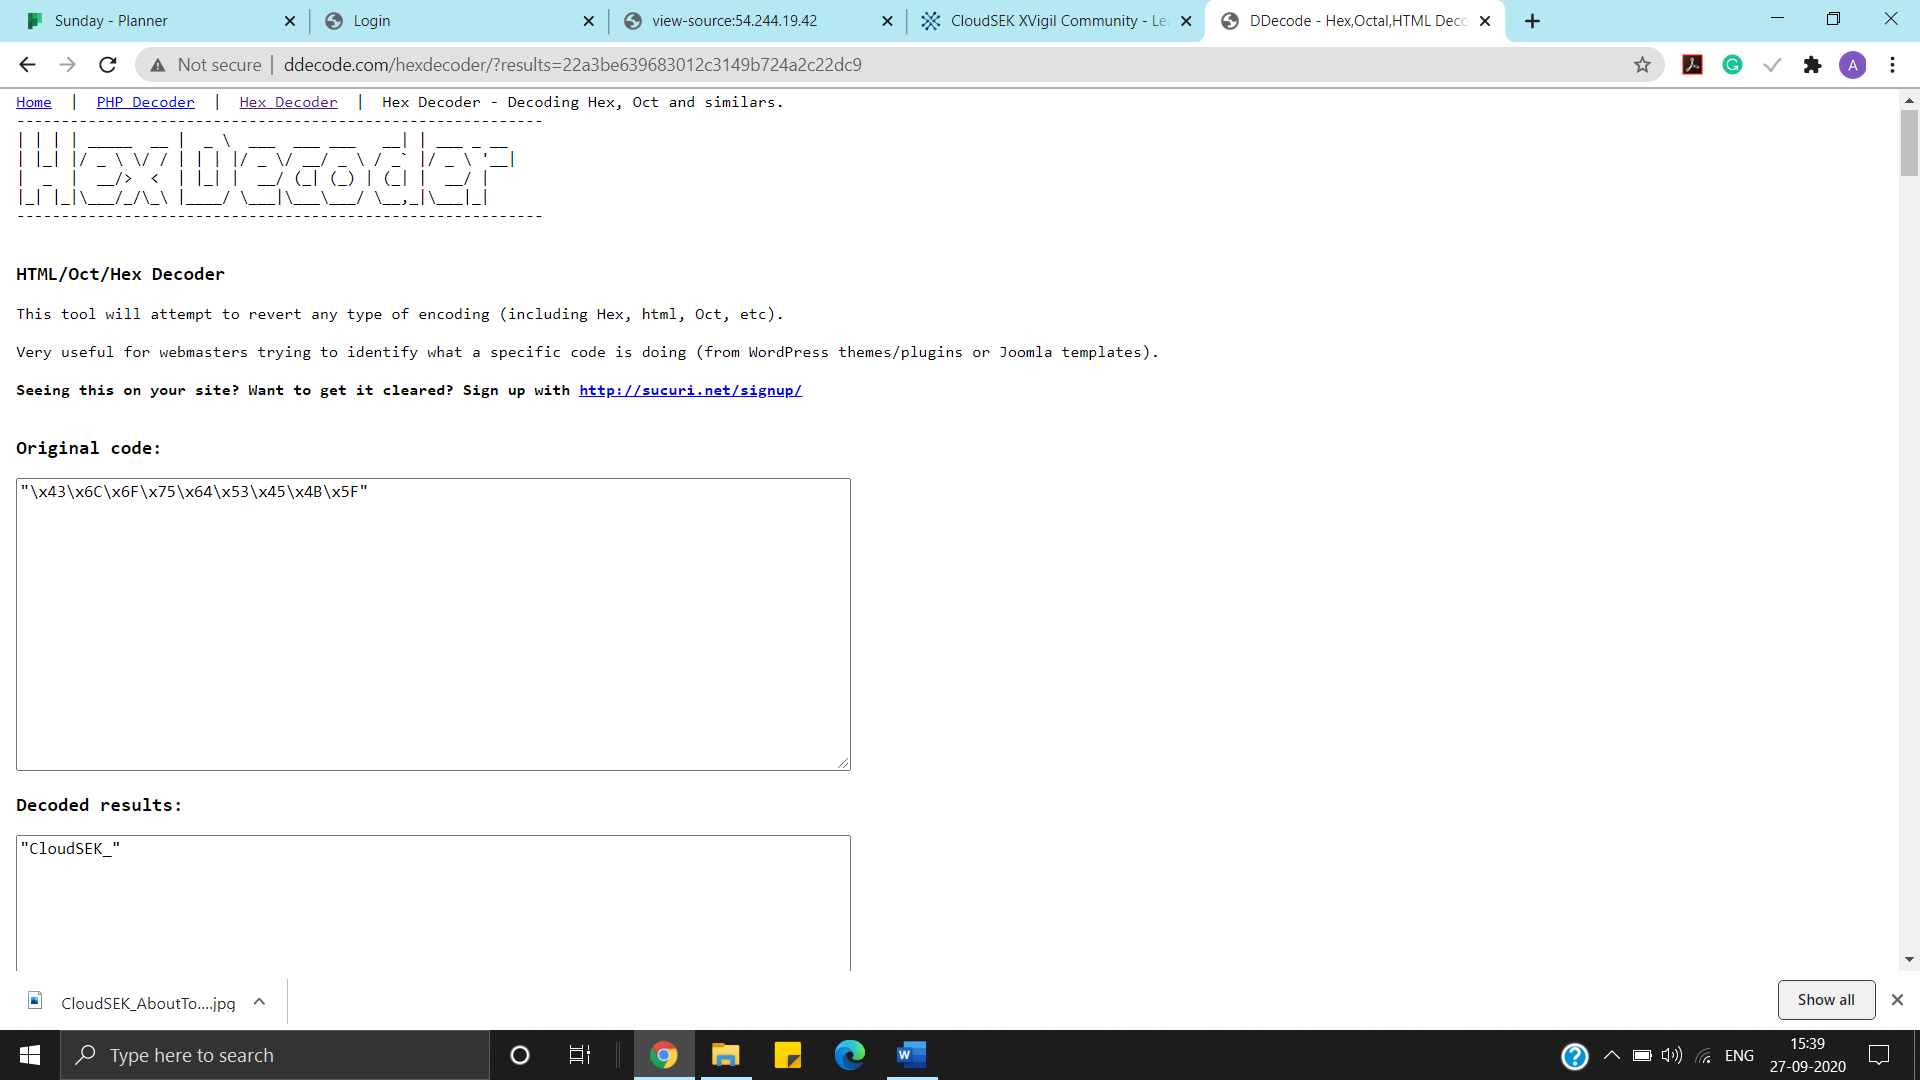 Sunday - Planner
Login
view-source:54.244.19.42
CloudSEK XVigil Community - Le
DDecode - Hex,Octal,HTML Deco
Not secure | ddecode.com/hexdecoder/?results=22a3be639683012c3149b724a2c22dc9
A
Home | PHP Decoder | Hex Decoder | Hex Decoder - Decoding Hex, Oct and similars.
Hex Decoder
HTML/Oct/Hex Decoder
This tool will attempt to revert any type of encoding (including Hex, html, Oct, etc).
Very useful for webmasters trying to identify what a specific code is doing (from WordPress themes/plugins or Joomla templates).
Seeing this on your site? Want to get it cleared? Sign up with http://sucuri.net/signup/
Original code:
"\x43\x6C\x6F\x75\x64\x53\x45\x4B\x5F"
Decoded results:
"CloudSEK_"
CloudSEK_AboutTo....jpg
Show all
Type here to search
ENG
15:39
27-09-2020